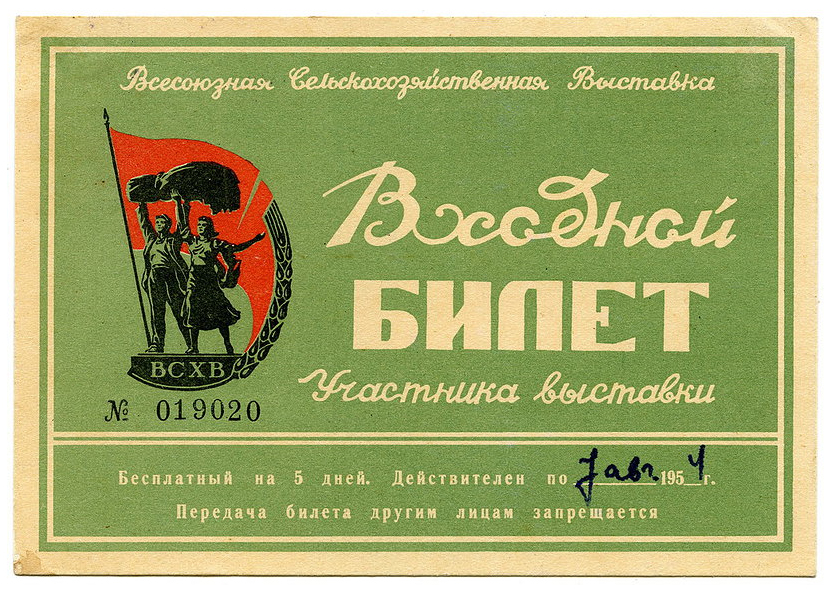 Всесоюзная Сельскохозяйственная Выставка
Входной
БИЛЕТ
Участника выставки
ВСХВ
№ 019020
Бесплатный на 5 дней. Действителен по 7 авг. 1954 г.
Передача билета другим лицам запрещается